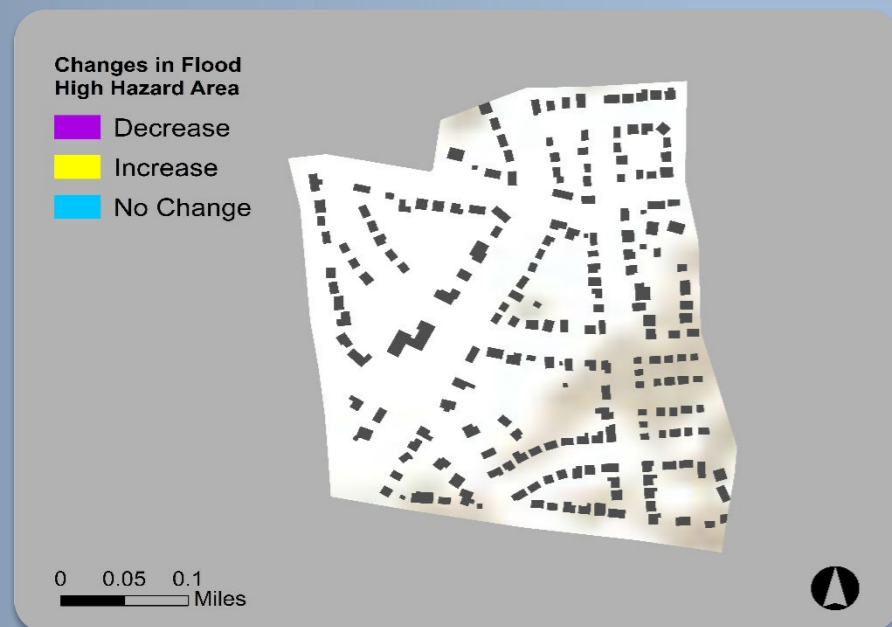 Changes in Flood
High Hazard Area
Decrease
Increase
No Change
0 0.05 0.1
Miles